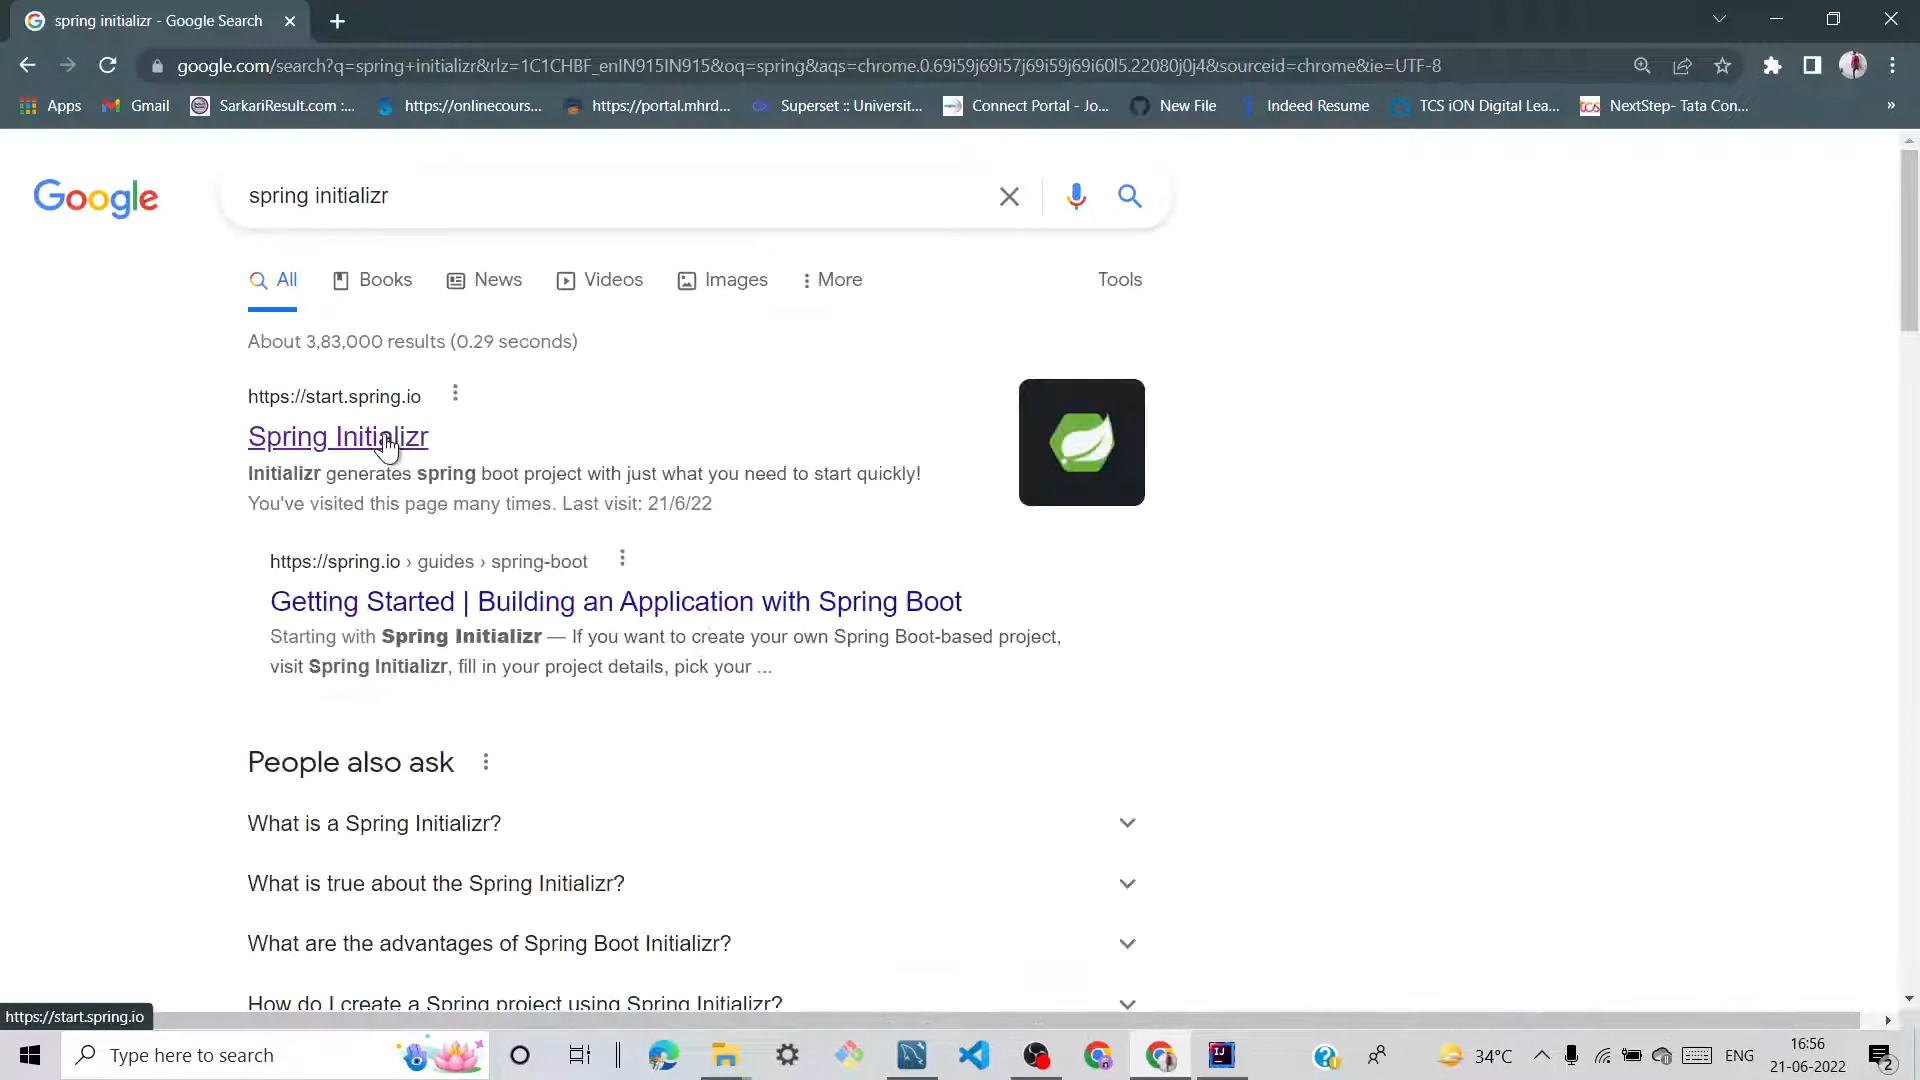 spring initializr - Google Search
google.com/search?q=spring+initializr&rlz=1C1CHBF_enIN915IN915&oq=spring&aqs=chrome.0.69i59j69i57j69i59j69i60l5.22080j0j4&sourceid=chrome&ie=UTF-8
Apps Gmail SarkariResult.com :... https://onlinecours... https://portal.mhrd... Superset :: Universit... Connect Portal - Jo... New File Indeed Resume TCS iON Digital Lea... NextStep- Tata Con... »
Google
spring initializr
All Books News Videos Images More Tools
About 3,83,000 results (0.29 seconds)
https://start.spring.io
Spring Initializr
Initializr generates spring boot project with just what you need to start quickly!
You've visited this page many times. Last visit: 21/6/22
https://spring.io › guides › spring-boot
Getting Started | Building an Application with Spring Boot
Starting with Spring Initializr — If you want to create your own Spring Boot-based project,
visit Spring Initializr, fill in your project details, pick your ...
People also ask
What is a Spring Initializr?
What is true about the Spring Initializr?
What are the advantages of Spring Boot Initializr?
How do I create a Spring project using Spring Initializr?
https://start.spring.io
Type here to search
34°C ENG
16:56
21-06-2022
2